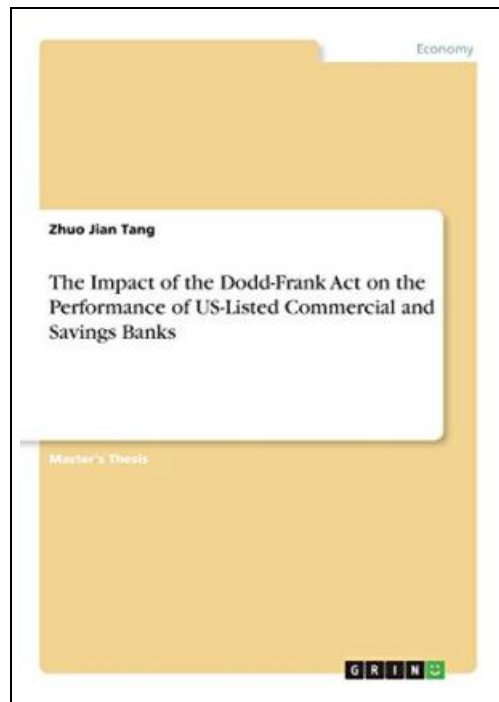 Economy
Zhuo Jian Tang
The Impact of the Dodd-Frank Act on the
Performance of US-Listed Commercial and
Savings Banks
Master's Thesis
GRIN